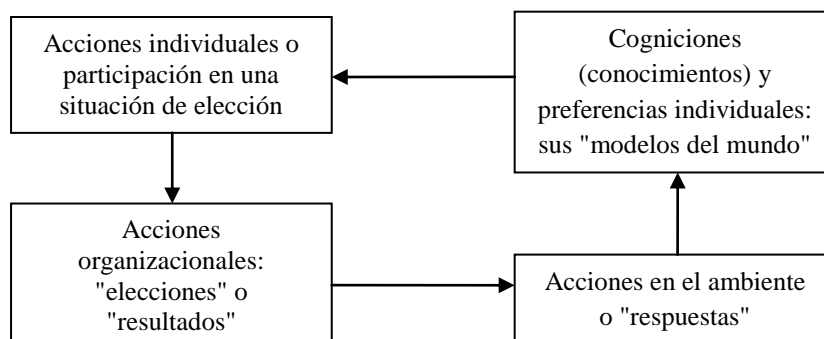 Acciones individuales o
participación en una
situación de elección
Cogniciones
(conocimientos) y
preferencias individuales:
sus "modelos del mundo"
Acciones
organizacionales:
"elecciones" o
"resultados"
Acciones en el ambiente
o "respuestas"